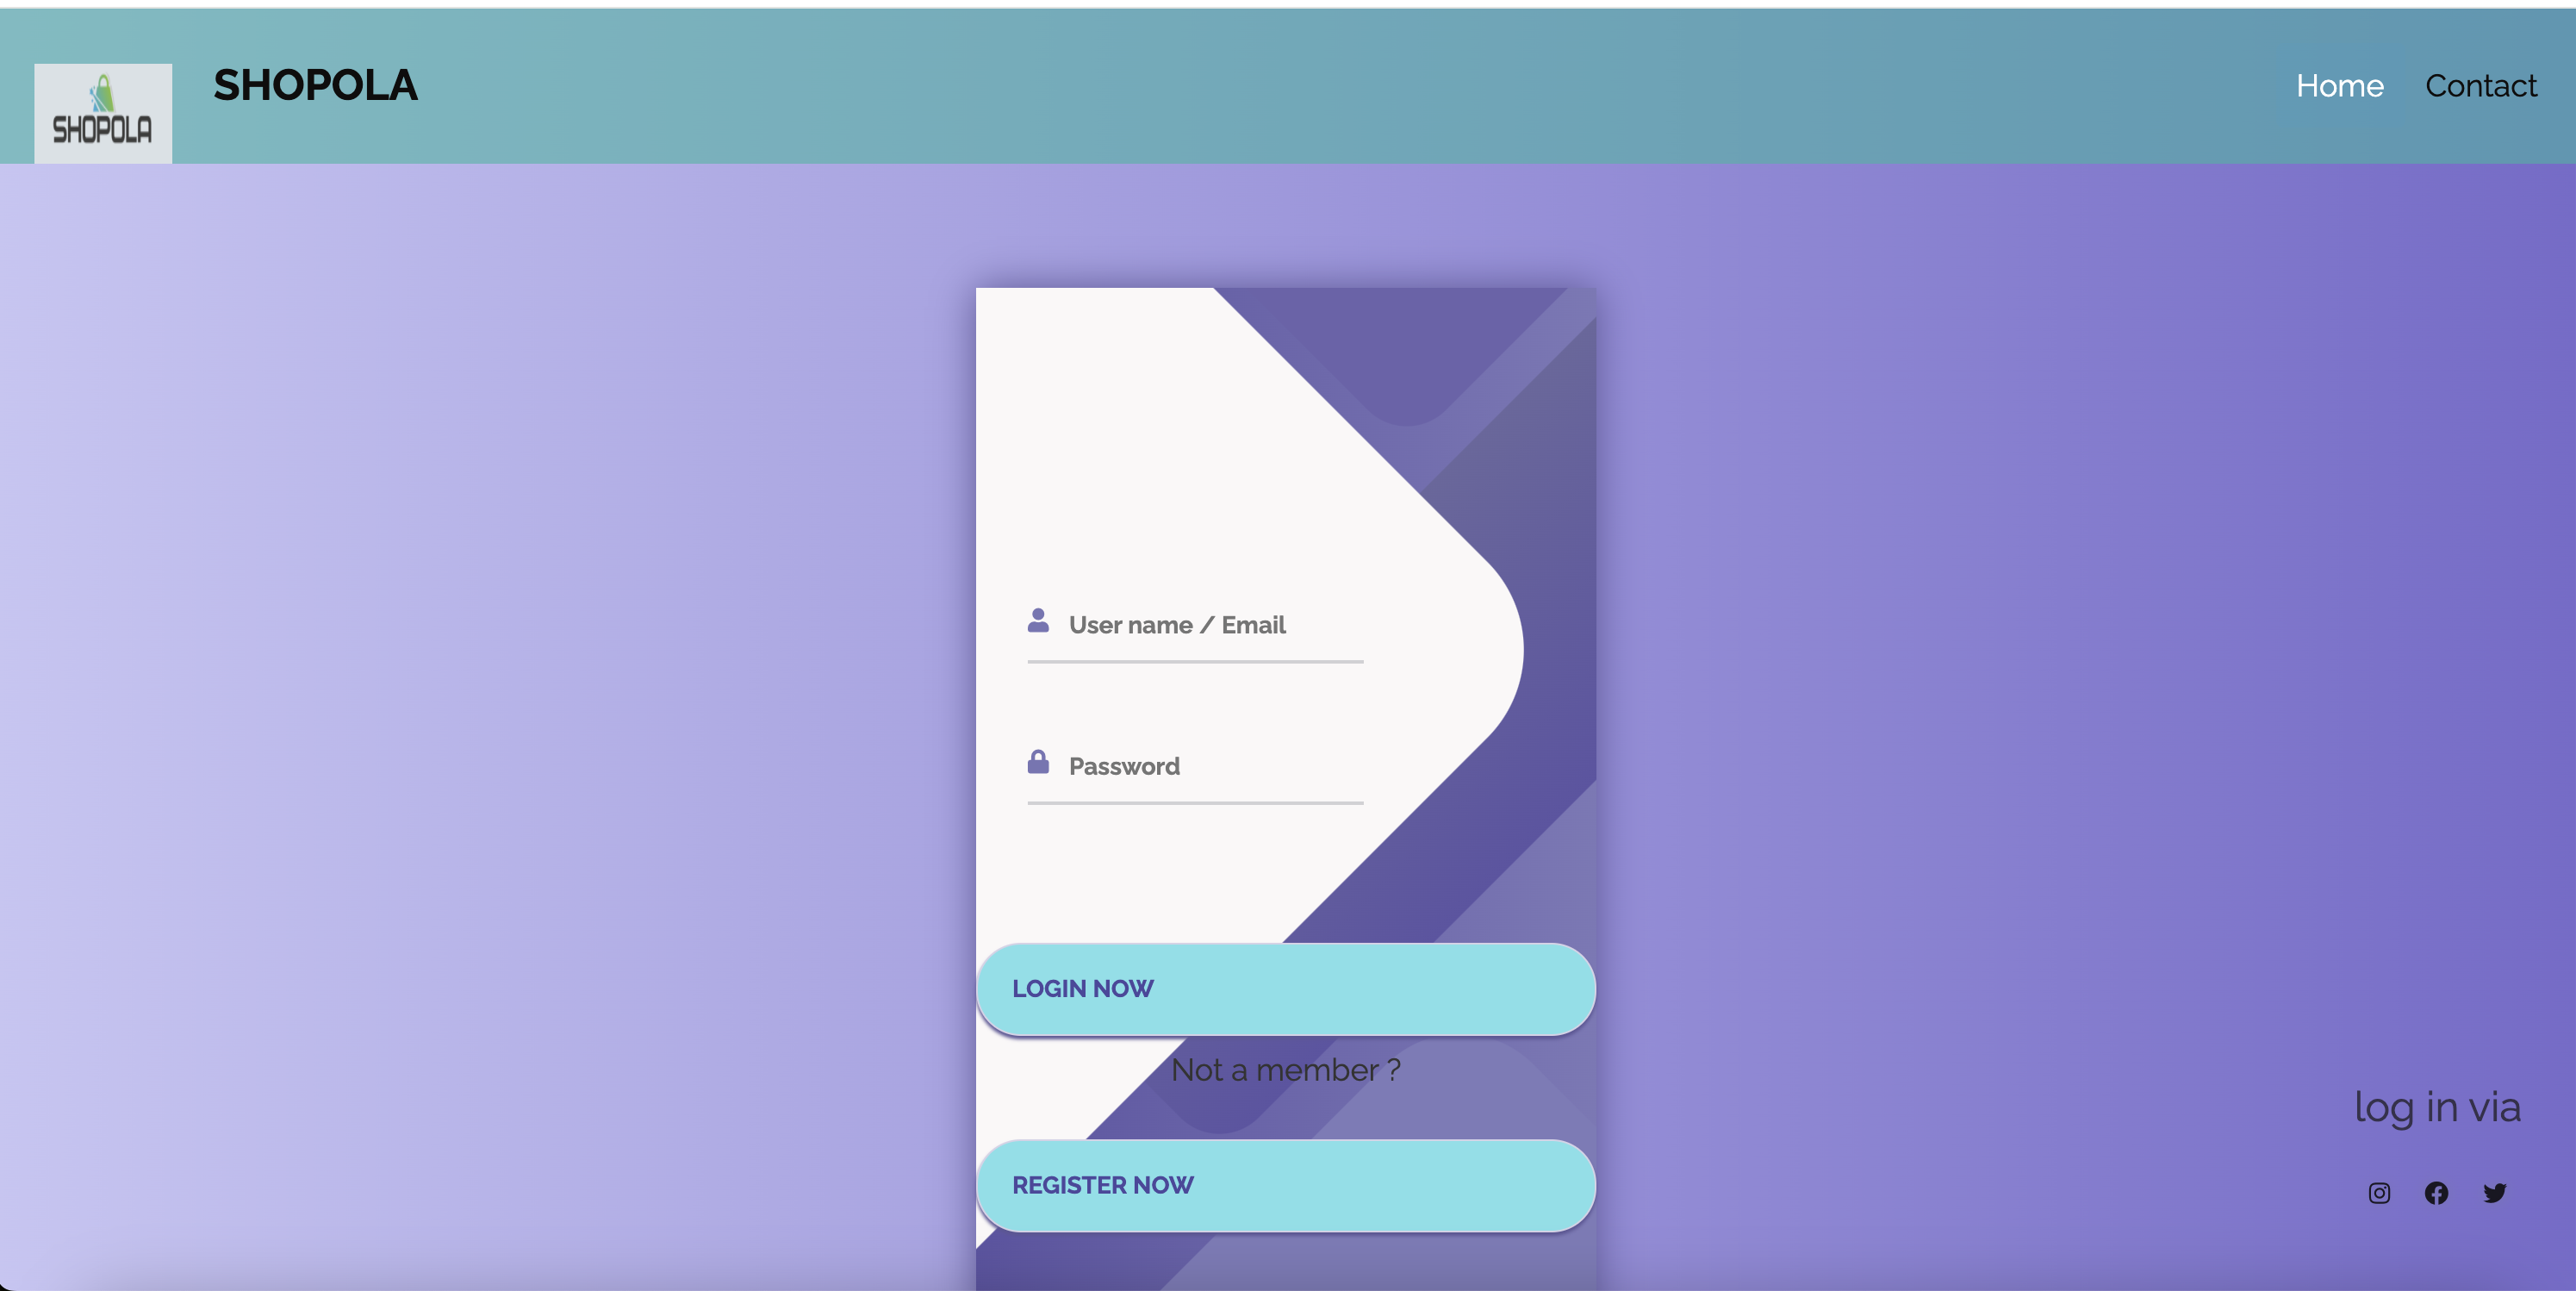 SHOPOLA
SHOPOLA
Home
Contact
User name / Email
Password
LOGIN NOW
Not a member ?
REGISTER NOW
log in via